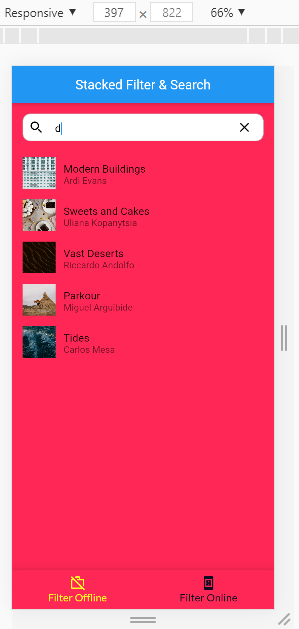 Responsive ▼ 397 × 822 66% ▼
Stacked Filter & Search
d
Modern Buildings
Ardi Evans
Sweets and Cakes
Uliana Kopanytsia
Vast Deserts
Riccardo Andolfo
Parkour
Miguel Arguibide
Tides
Carlos Mesa
Filter Offline Filter Online